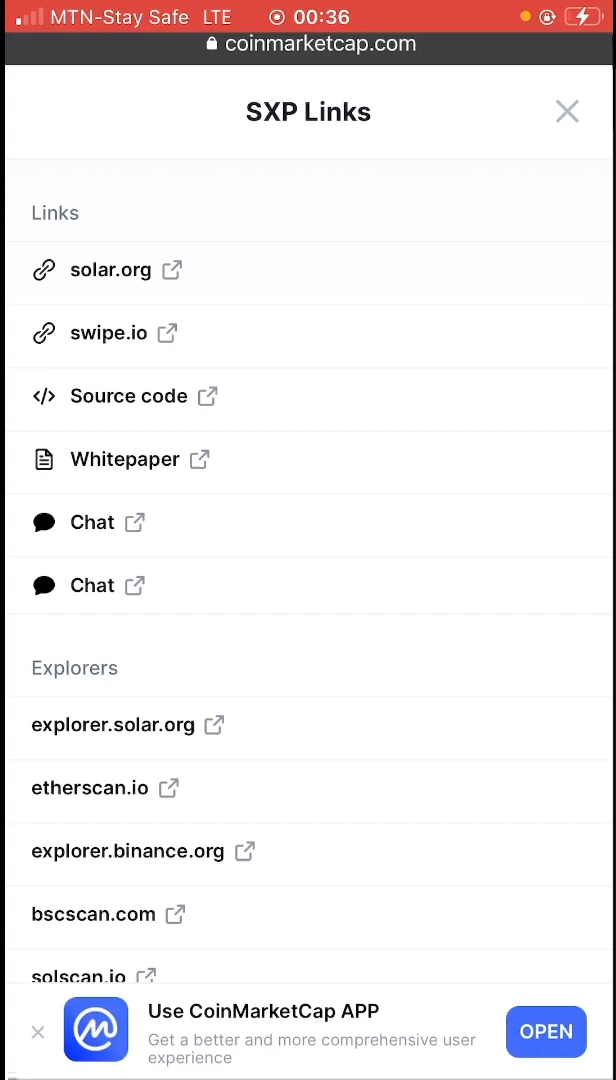 MTN-Stay Safe LTE 00:36
coinmarketcap.com
SXP Links
Links
solar.org
swipe.io
Source code
Whitepaper
Chat
Chat
Explorers
explorer.solar.org
etherscan.io
explorer.binance.org
bscscan.com
solscan.io
Use CoinMarketCap APP
Get a better and more comprehensive user
experience
OPEN